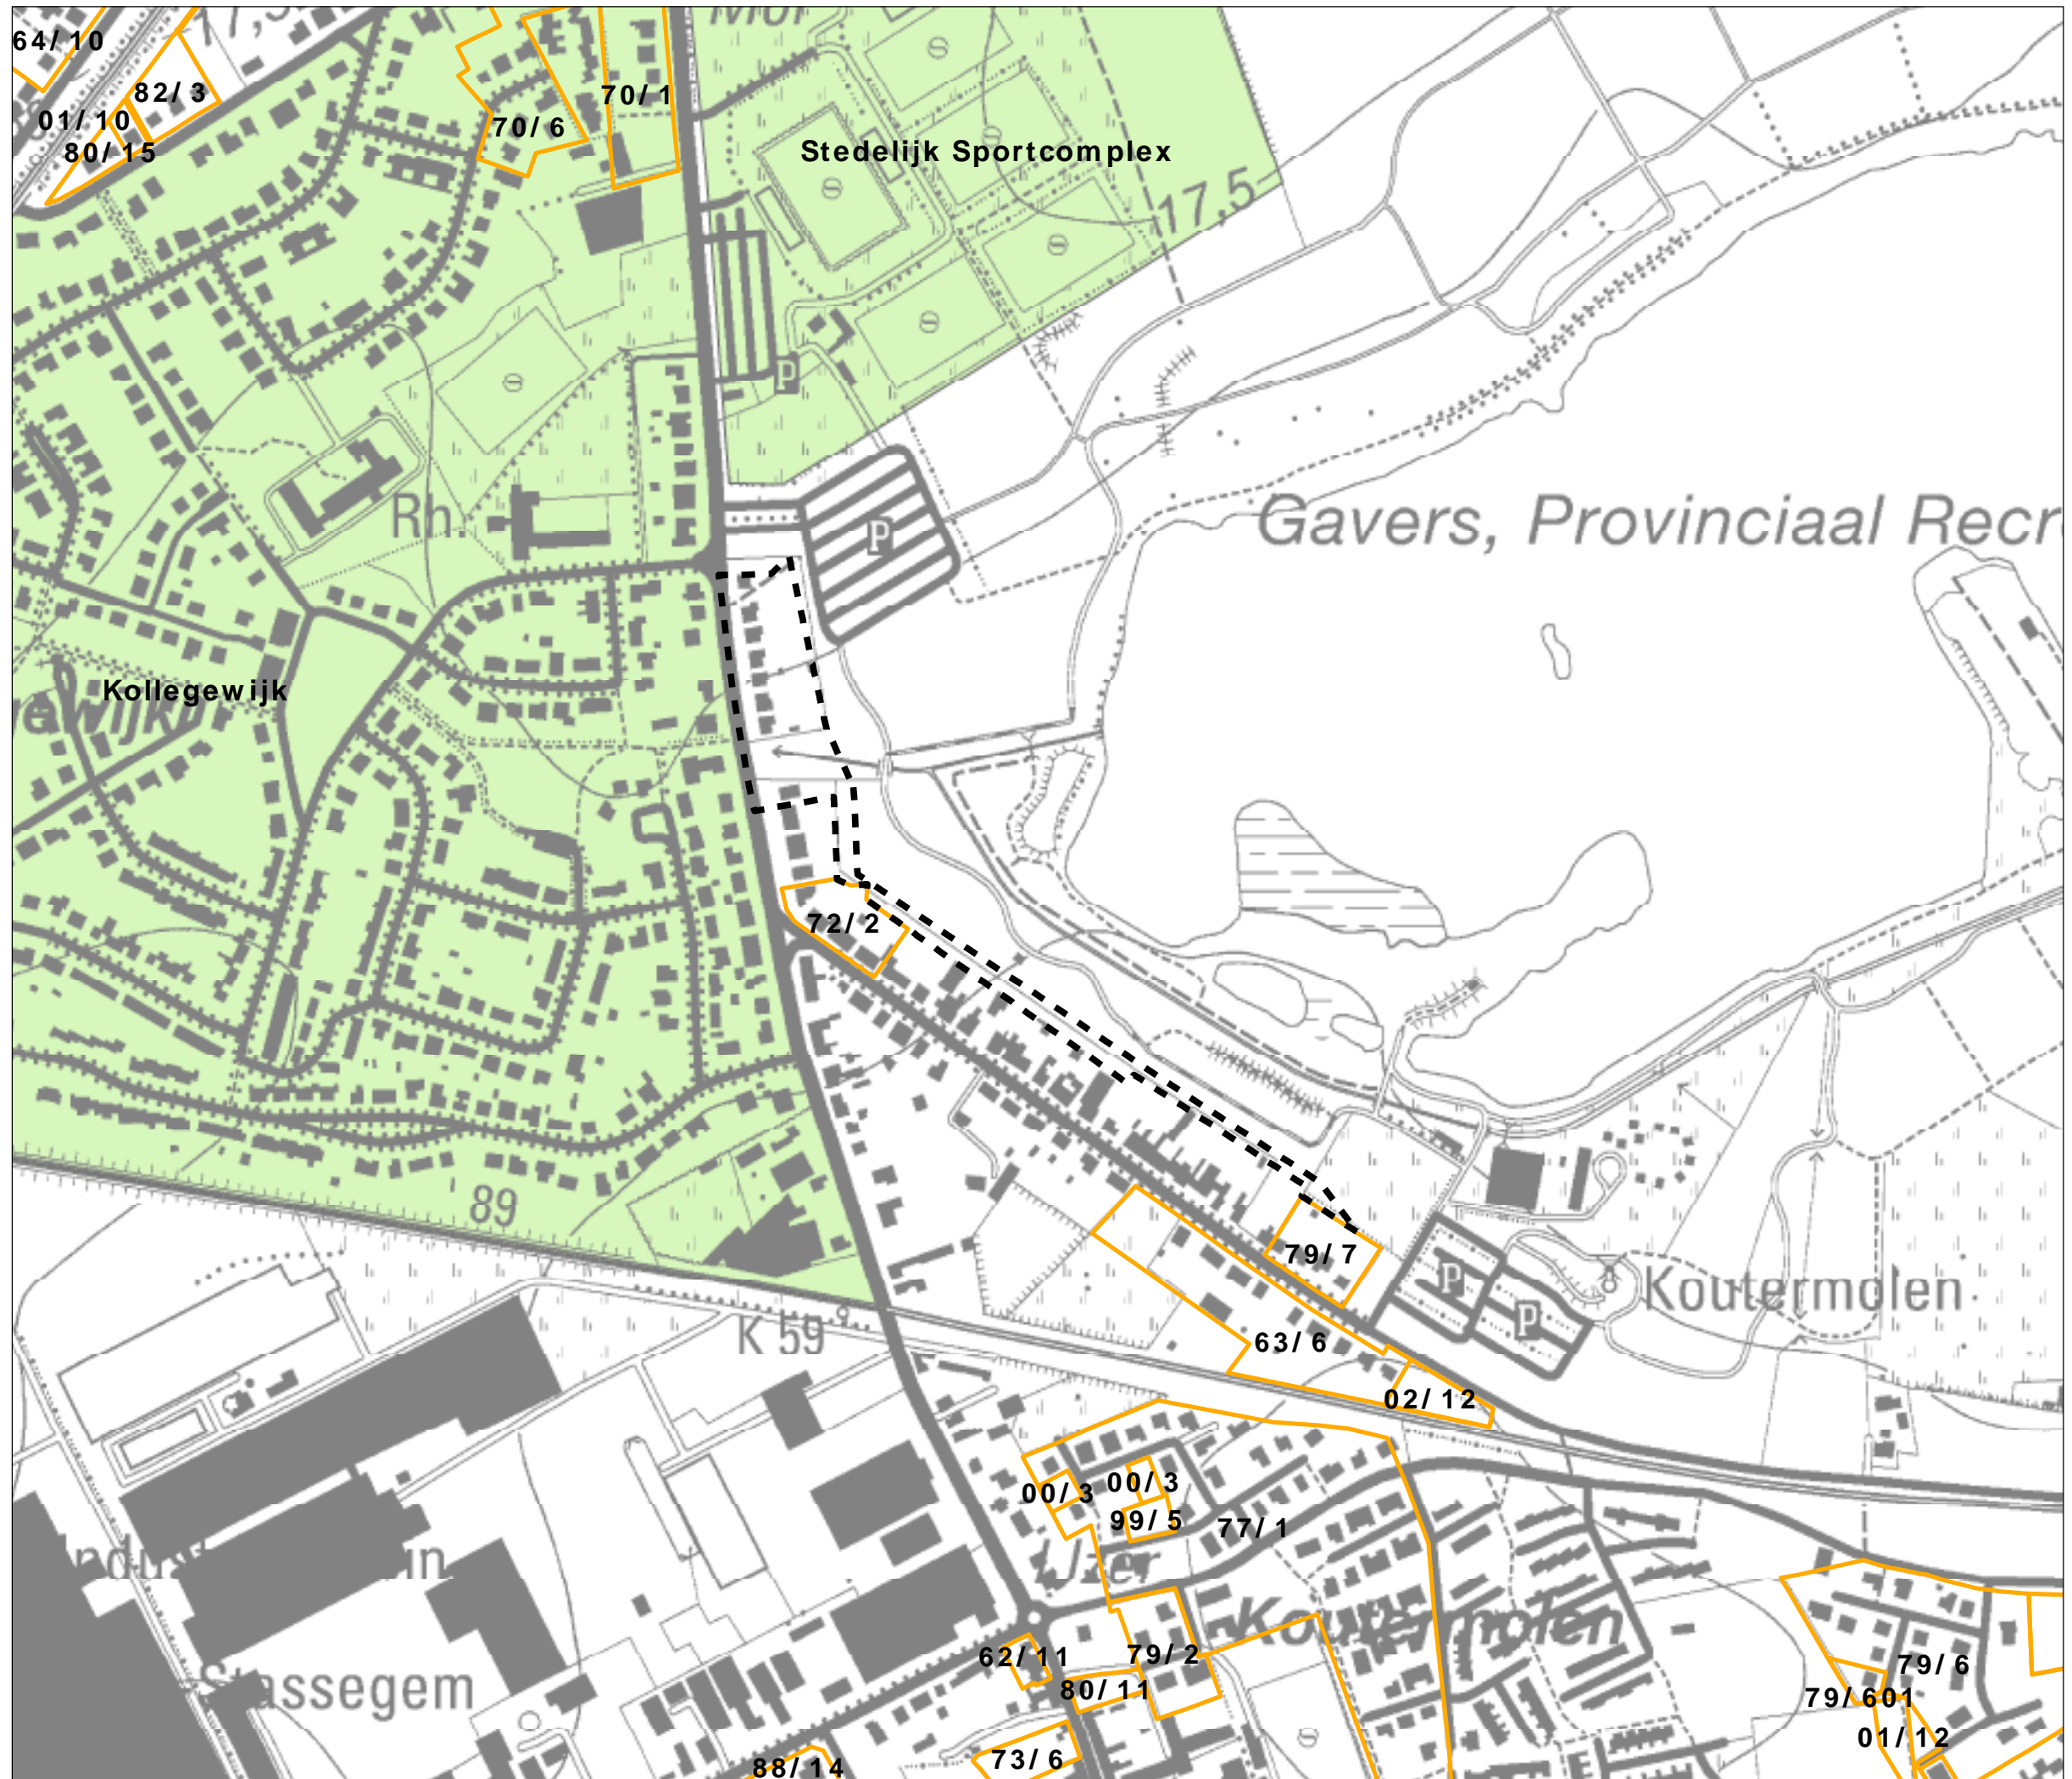 64/ 10
82/ 3
01/ 10
80/ 15
70/ 1
70/ 6
Stedelijk Sportcomplex
17,5
P
Rh.
P
Gavers, Provinciaal Recr
Kollegewijk
72/ 2
89
79/ 7
P
P
Koutermolen
K 59
63/ 6
02/ 12
00/ 3
00/ 3
99/ 5
77/ 1
IJzer
Koutermolen
62/ 11
79/ 2
79/ 6
80/ 11
79/ 601
Stassegem
01/ 12
73/ 6
88/ 14